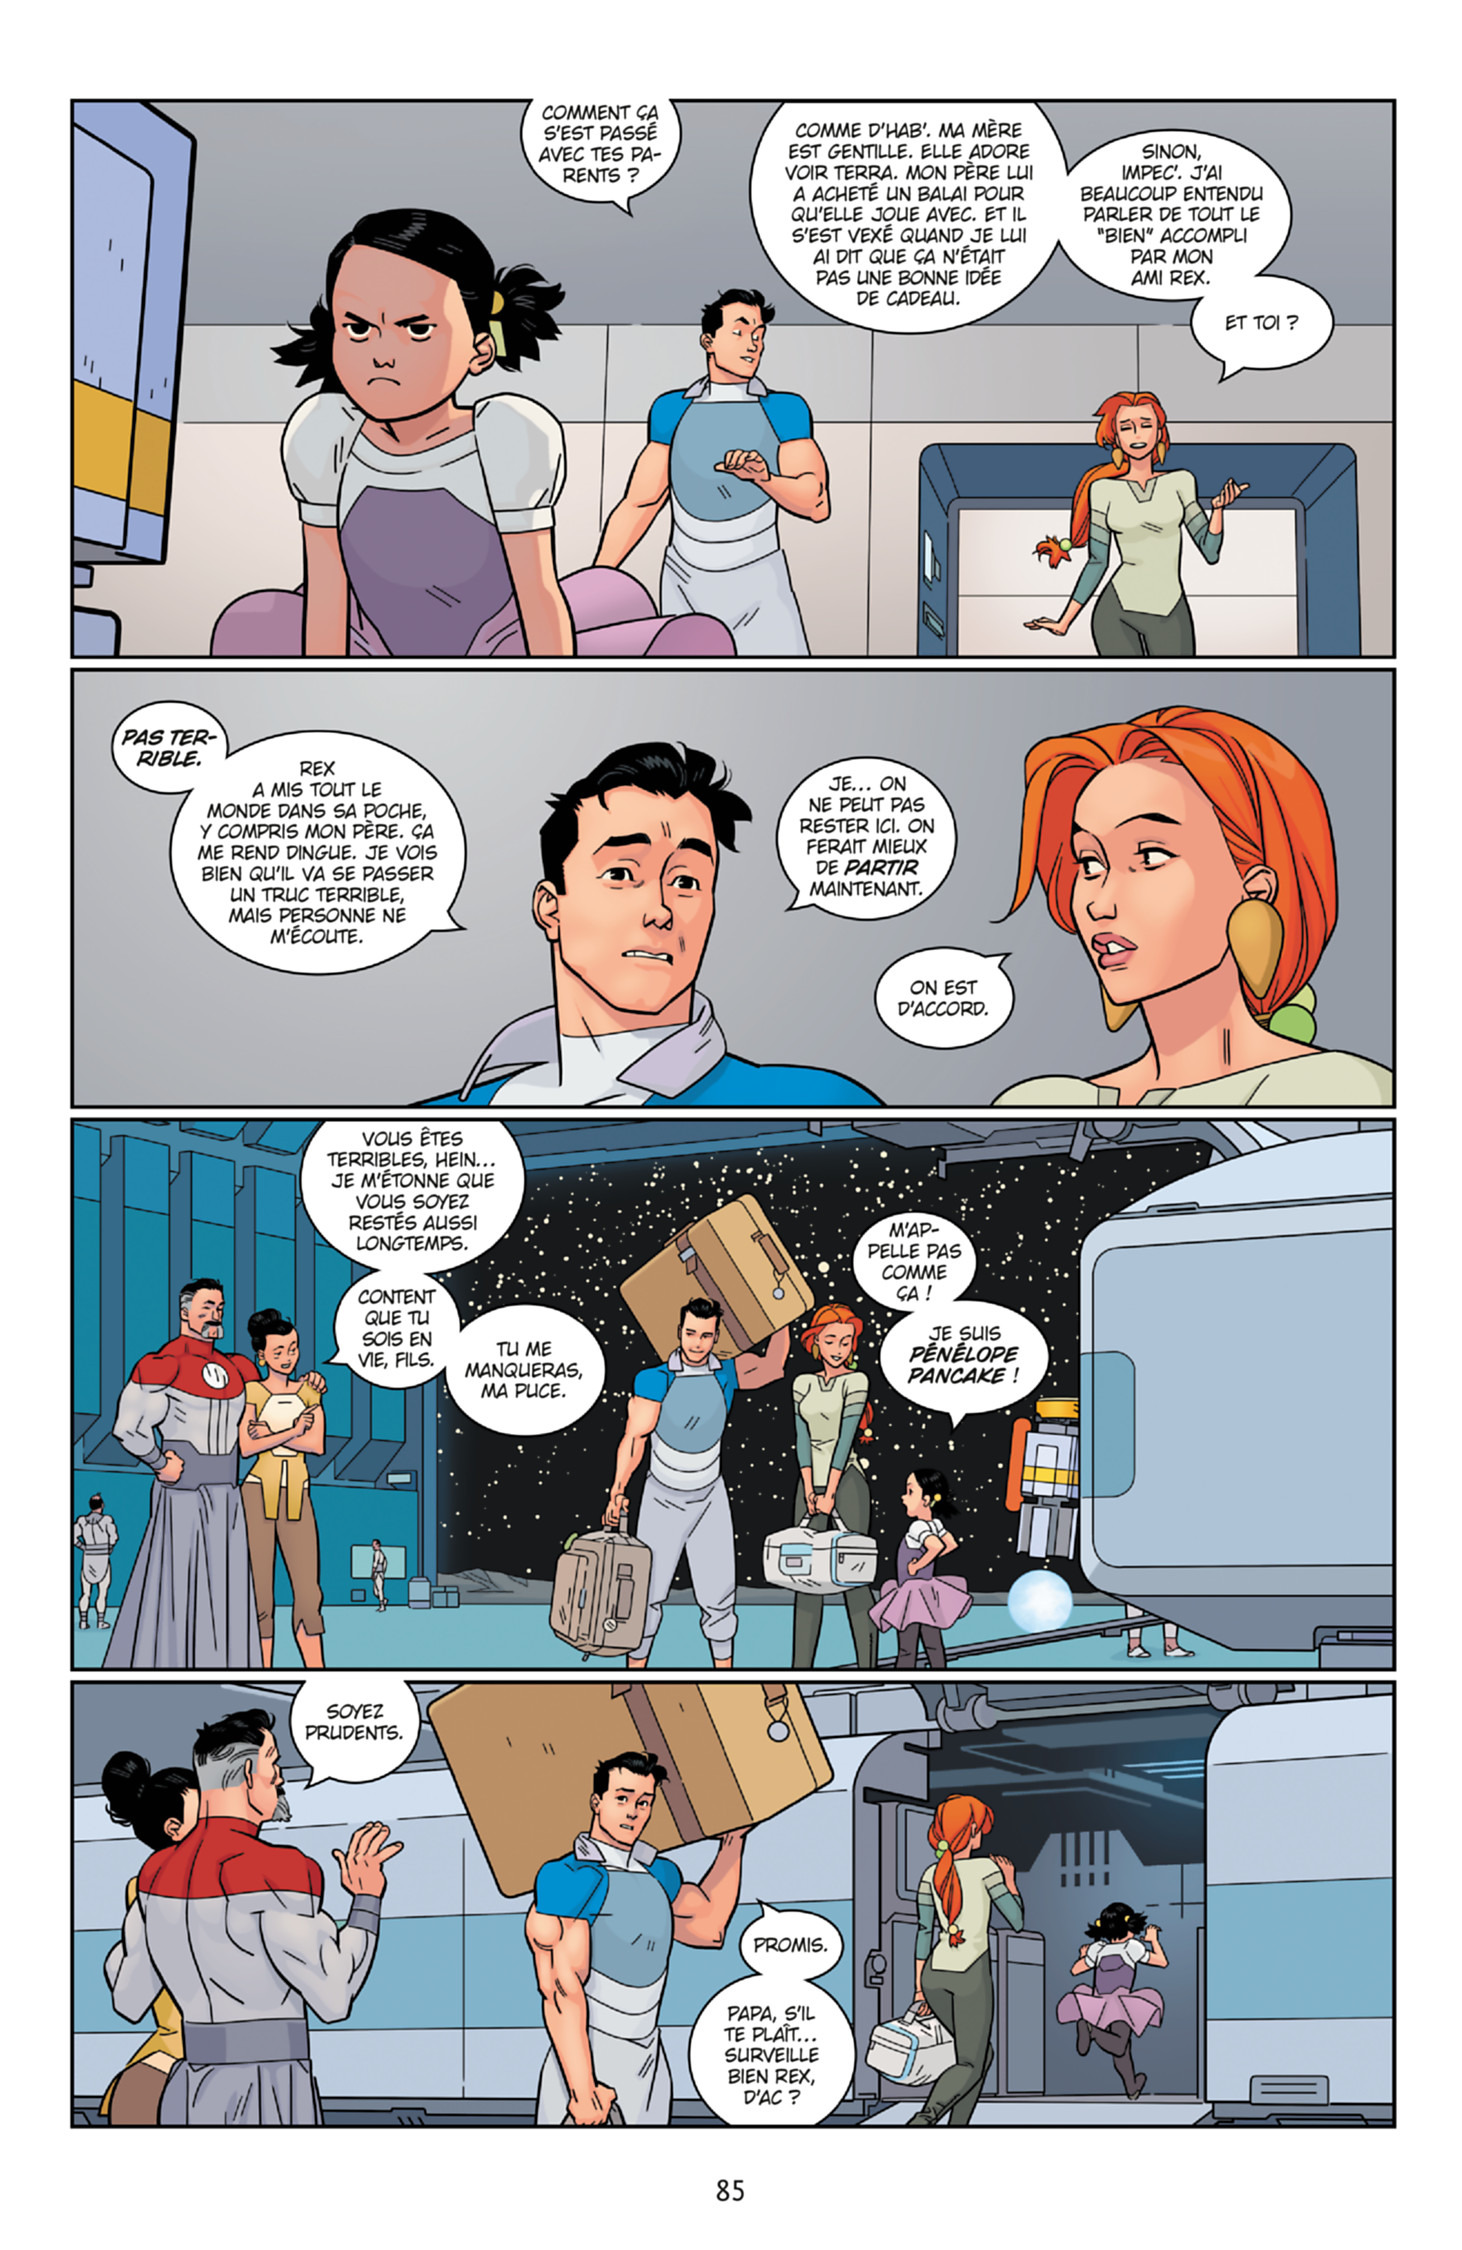 COMMENT ÇA
S'EST PASSÉ
AVEC TES PA-
RENTS ?
COMME D'HAB'. MA MÈRE
EST GENTILLE. ELLE ADORE
VOIR TERRA. MON PÈRE LUI
A ACHETÉ UN BALAI POUR
QU'ELLE JOUE AVEC. ET IL
S'EST VEXÉ QUAND JE LUI
AI DIT QUE ÇA N'ÉTAIT
PAS UNE BONNE IDÉE
DE CADEAU.
SINON,
IMPEC'. J'AI
BEAUCOUP ENTENDU
PARLER DE TOUT LE
"BIEN" ACCOMPLI
PAR MON
AMI REX.
ET TOI ?
PAS TER-
RIBLE.
REX
A MIS TOUT LE
MONDE DANS SA POCHE,
Y COMPRIS MON PÈRE. ÇA
ME REND DINGUE. JE VOIS
BIEN QU'IL VA SE PASSER
UN TRUC TERRIBLE,
MAIS PERSONNE NE
M'ÉCOUTE.
JE... ON
NE PEUT PAS
RESTER ICI. ON
FERAIT MIEUX
DE PARTIR
MAINTENANT.
ON EST
D'ACCORD.
VOUS ÊTES
TERRIBLES, HEIN...
JE M'ÉTONNE QUE
VOUS SOYEZ
RESTÉS AUSSI
LONGTEMPS.
CONTENT
QUE TU
SOIS EN
VIE, FILS.
TU ME
MANQUERAS,
MA PUCE.
M'AP-
PELLE PAS
COMME
ÇA !
JE SUIS
PÉNÉLOPE
PANCAKE !
SOYEZ
PRUDENTS.
PROMIS.
PAPA, S'IL
TE PLAÎT...
SURVEILLE
BIEN REX,
D'AC ?
85